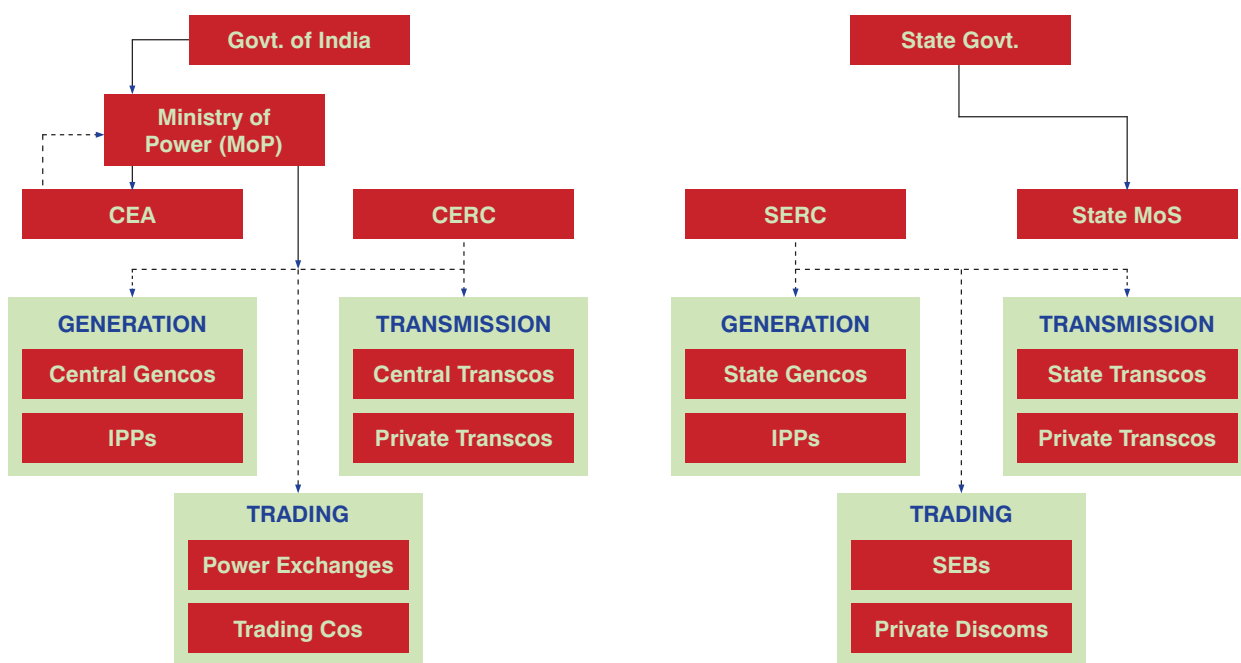 Govt. of India
State Govt.
Ministry of
Power (MoP)
CEA
CERC
SERC
State MoS
GENERATION
Central Gencos
IPPs
TRANSMISSION
Central Transcos
Private Transcos
GENERATION
State Gencos
IPPs
TRANSMISSION
State Transcos
Private Transcos
TRADING
Power Exchanges
Trading Cos
TRADING
SEBs
Private Discoms